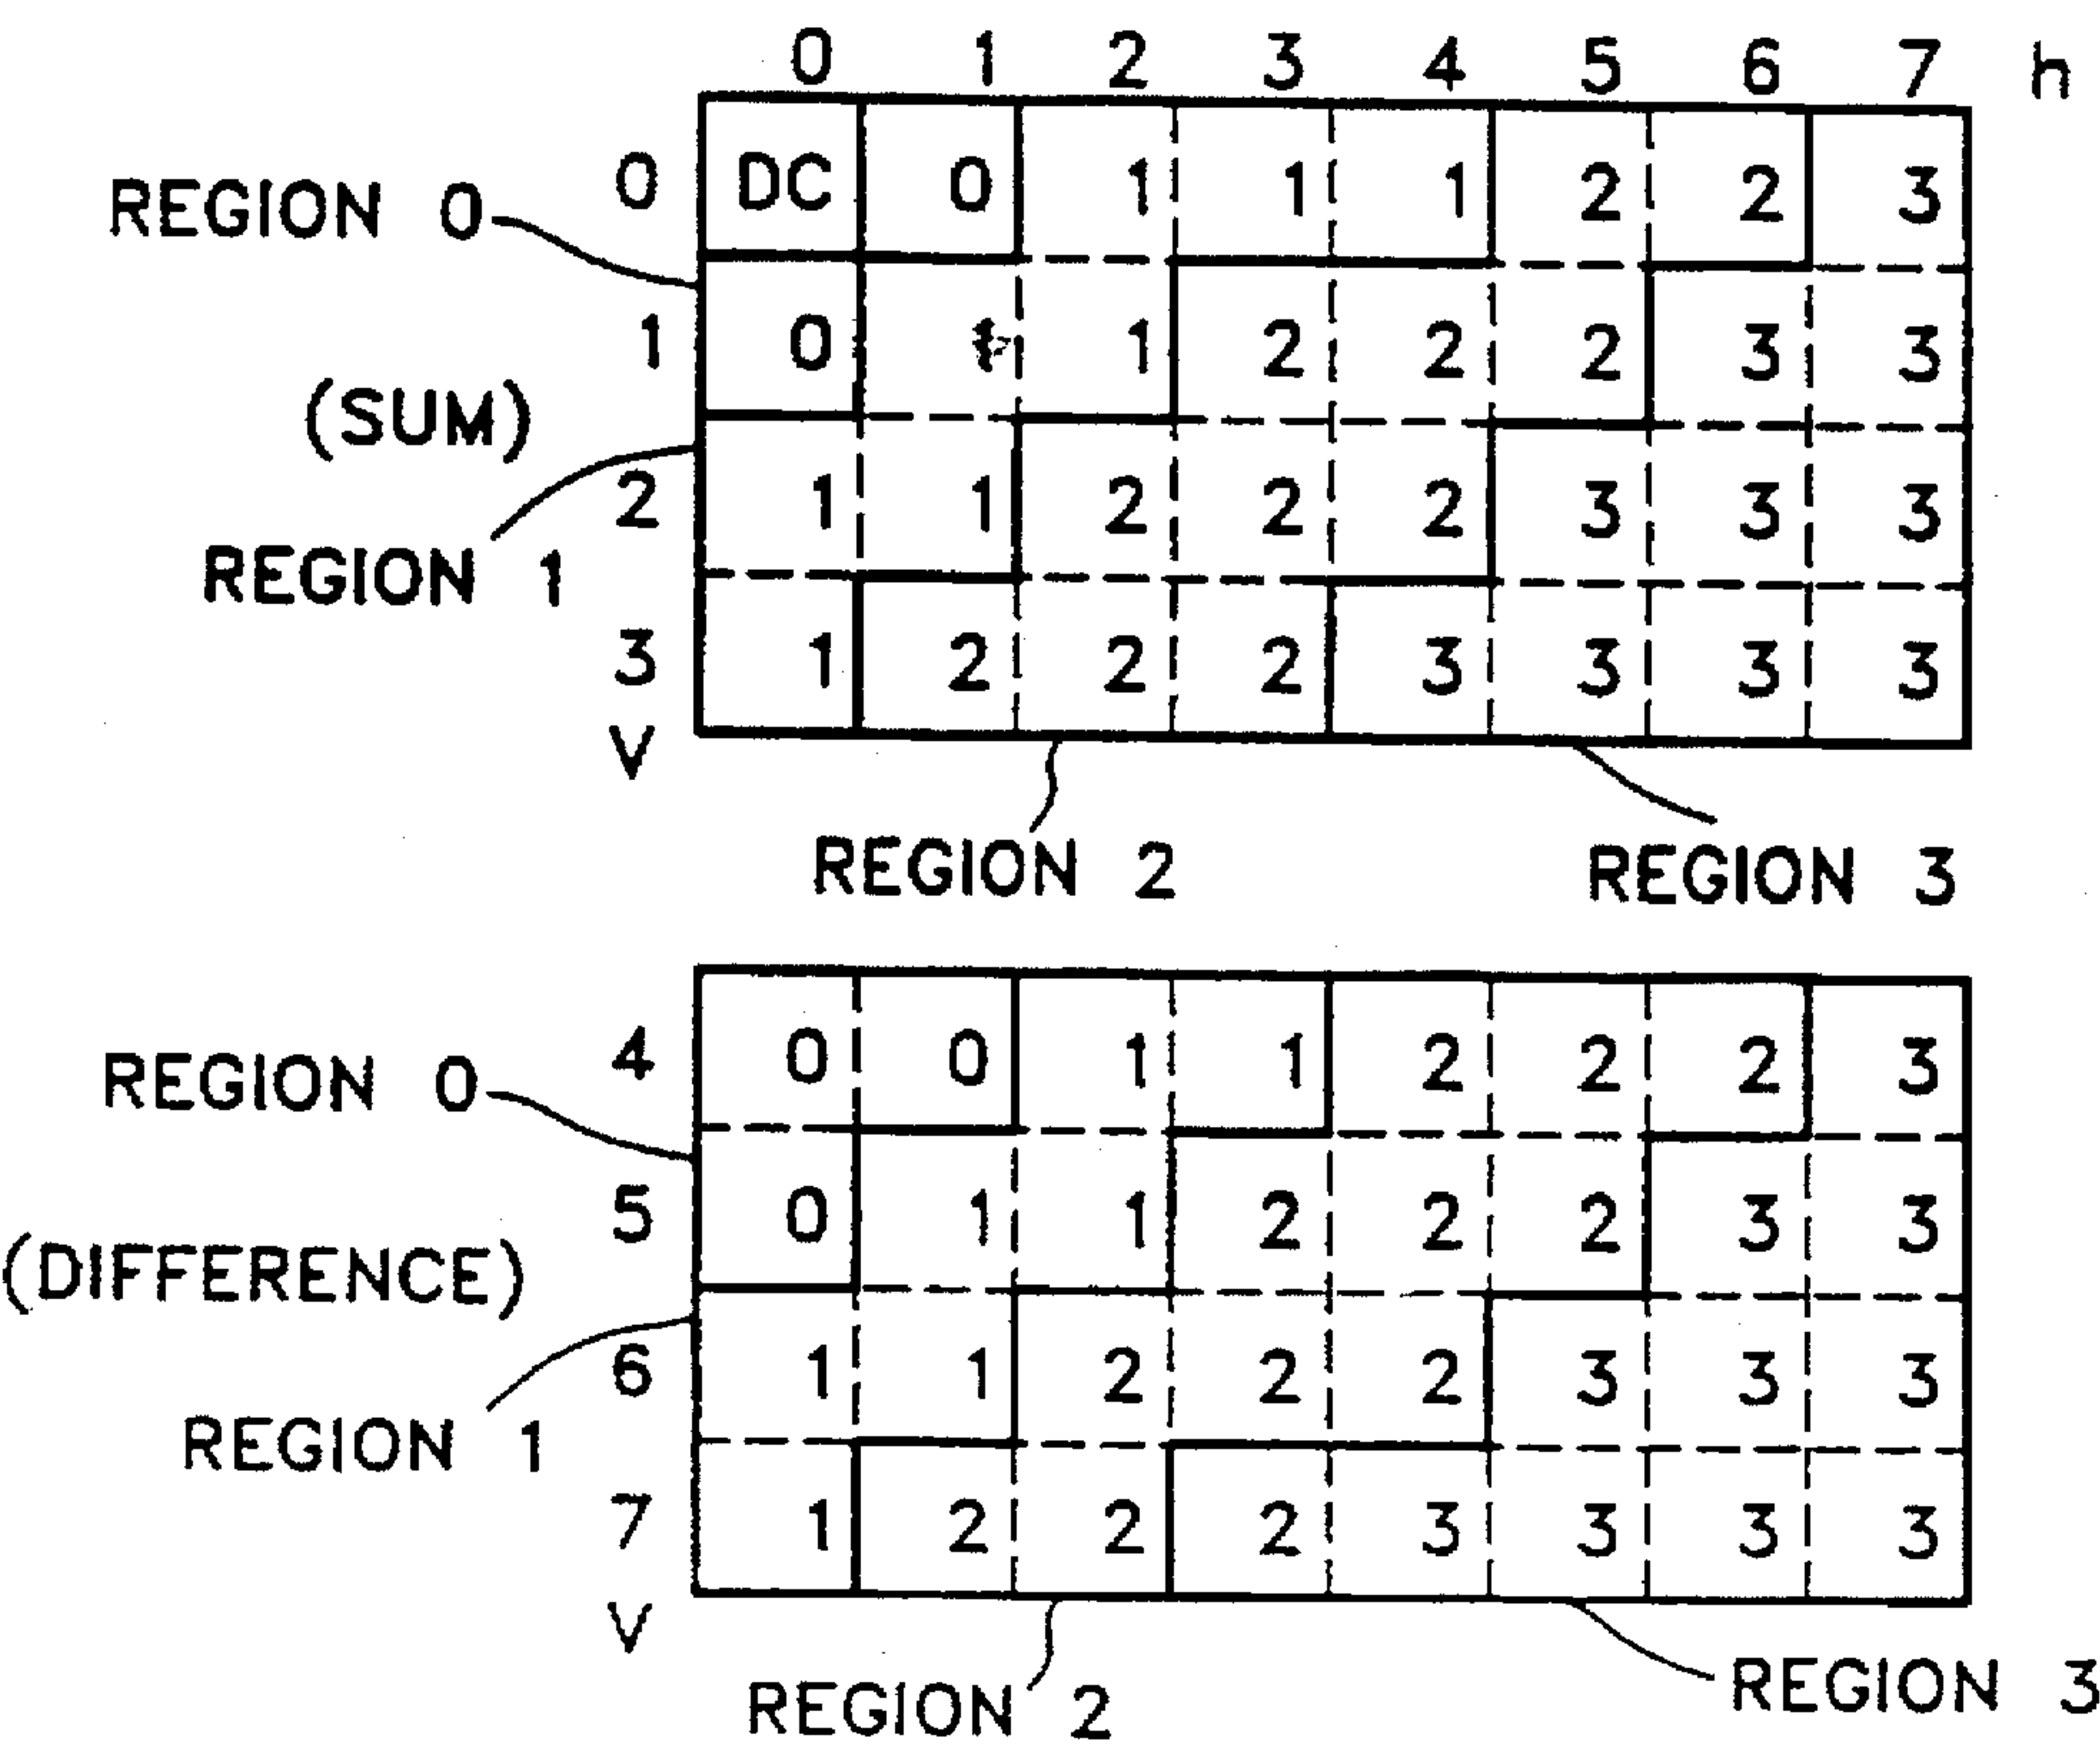 0 1 2 3 4 5 6 7 h
REGION 0
0 DC 0 1 1 1 2 2 3
1 0 1 1 2 2 2 3 3
(SUM)
2 1 1 2 2 2 3 3 3
REGION 1
3 1 2 2 2 3 3 3 3
V
REGION 2
REGION 3
REGION 0
4 0 0 1 1 2 2 2 3
5 0 1 1 2 2 2 3 3
(DIFFERENCE)
6 1 1 2 2 2 3 3 3
REGION 1
7 1 2 2 2 3 3 3 3
V
REGION 2
REGION 3